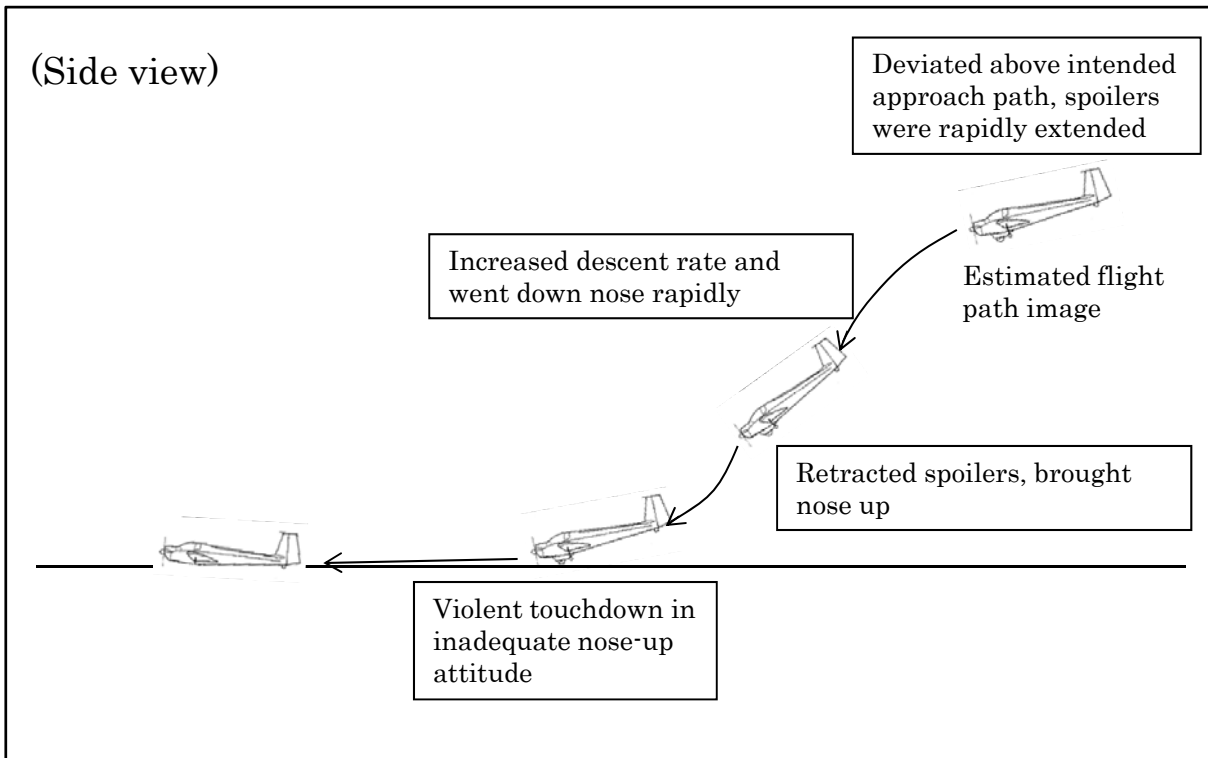 (Side view)
Deviated above intended
approach path, spoilers
were rapidly extended
Increased descent rate and
went down nose rapidly
Estimated flight
path image
Retracted spoilers, brought
nose up
Violent touchdown in
inadequate nose-up
attitude